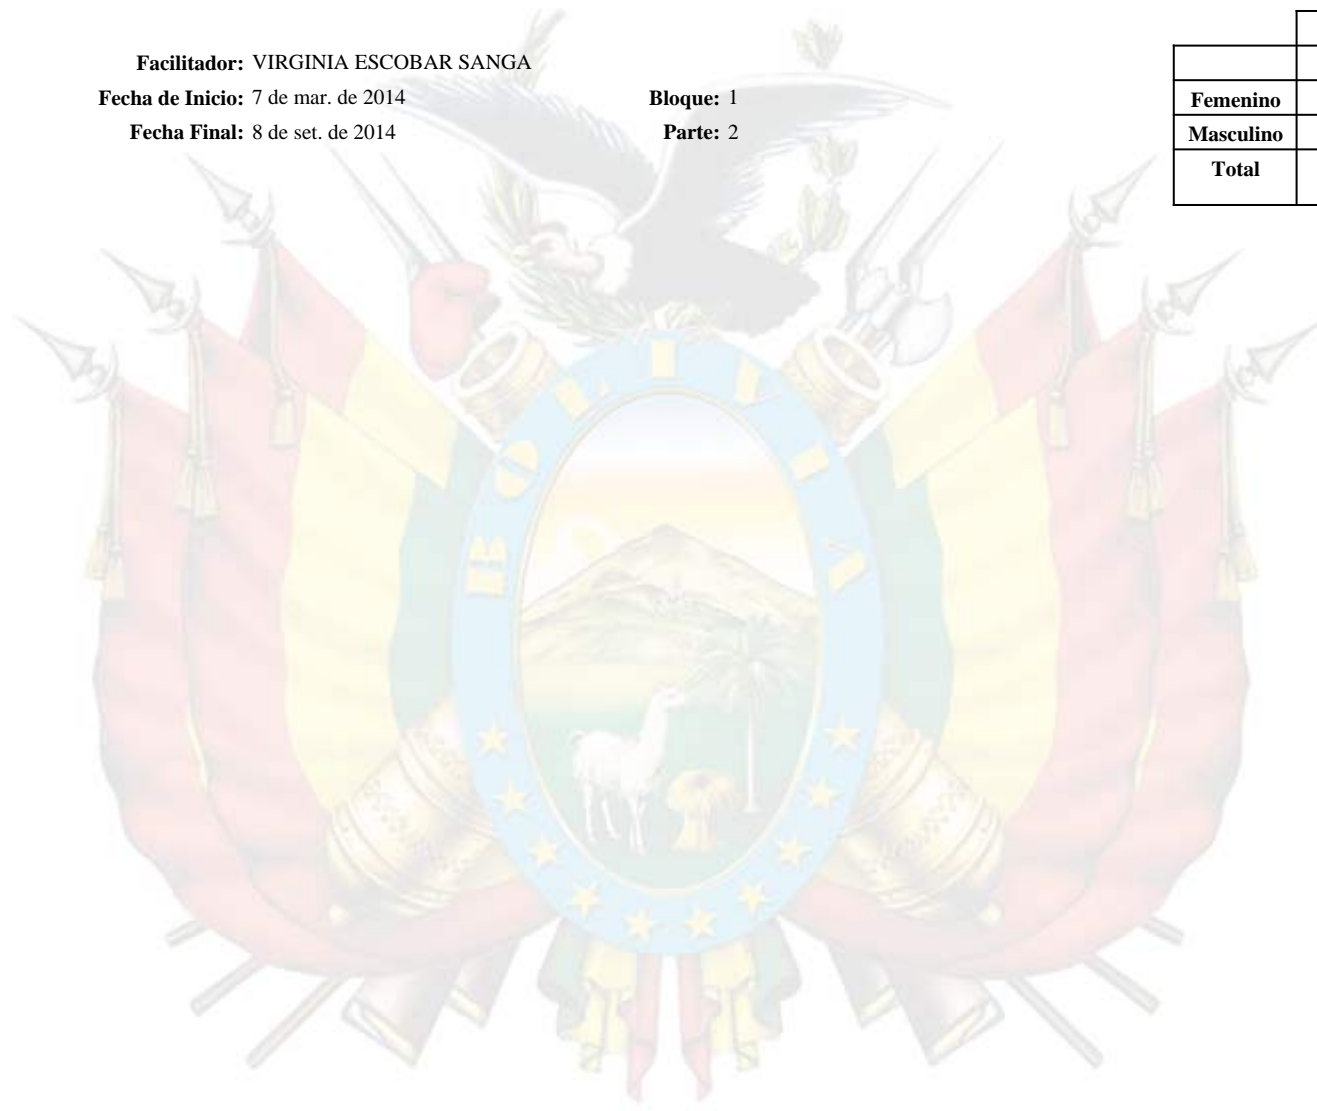 Facilitador: VIRGINIA ESCOBAR SANGA
Fecha de Inicio: 7 de mar. de 2014 Bloque: 1
Femenino
Fecha Final: 8 de set. de 2014 Parte: 2
Masculino
Total
BOLIVIA